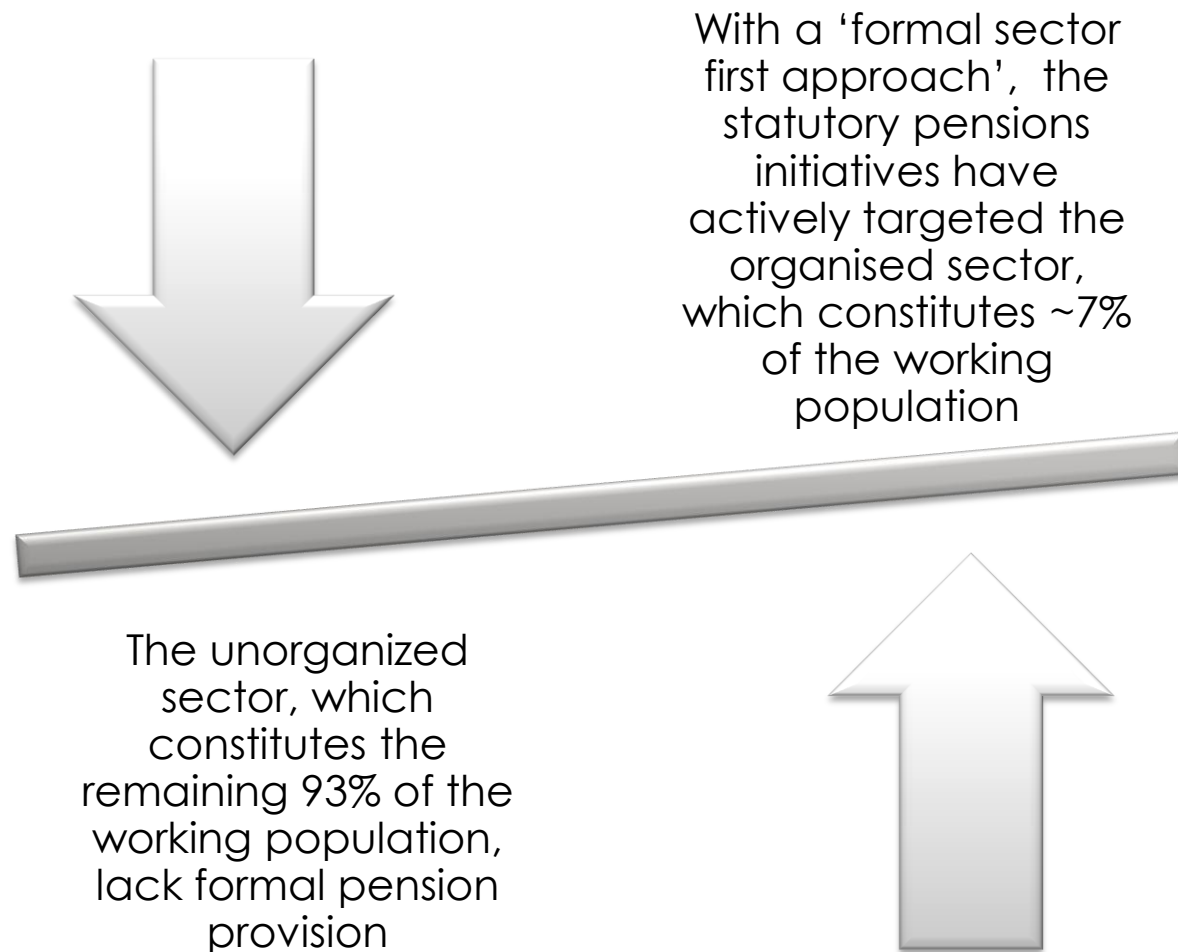 With a ‘formal sector
first approach’,  the
statutory pensions
initiatives have
actively targeted the
organised sector,
which constitutes ~7%
of the working
population
The unorganized
sector, which
constitutes the
remaining 93% of the
working population,
lack formal pension
provision